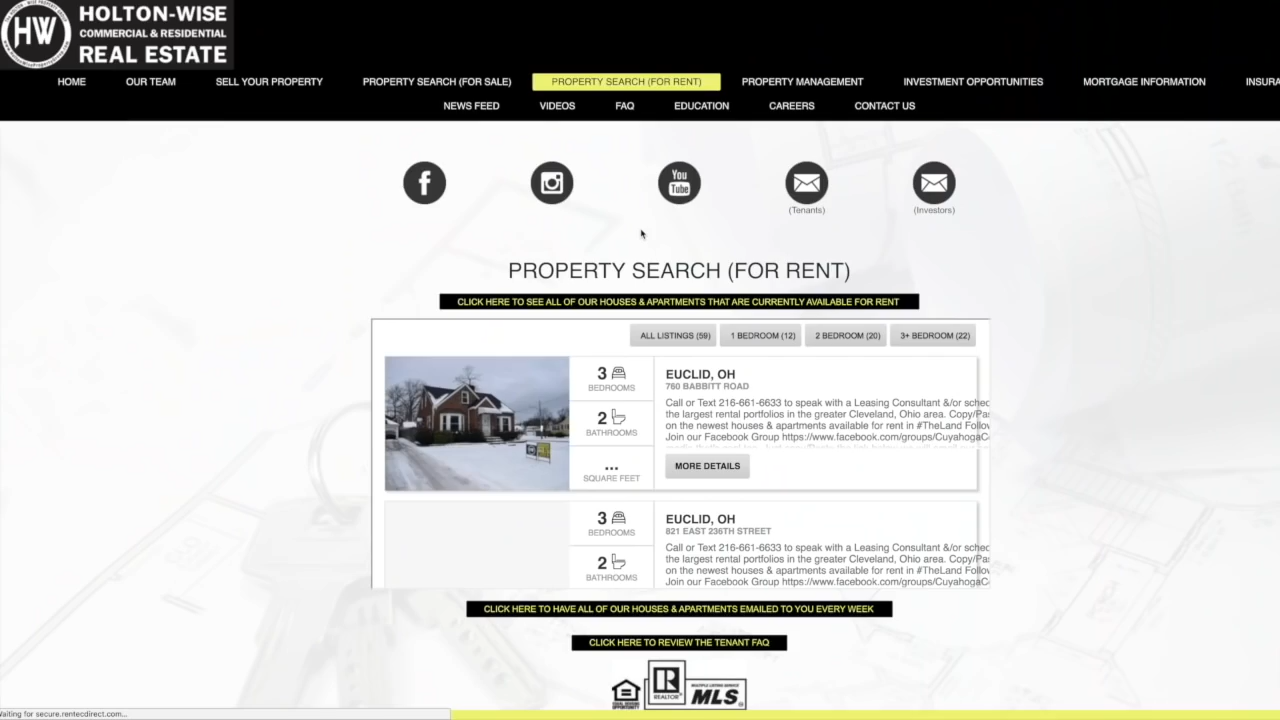 HOLTON-WISE
COMMERCIAL & RESIDENTIAL
REAL ESTATE
HW
HOME OUR TEAM SELL YOUR PROPERTY PROPERTY SEARCH (FOR SALE) PROPERTY SEARCH (FOR RENT) PROPERTY MANAGEMENT INVESTMENT OPPORTUNITIES MORTGAGE INFORMATION INSURA
NEWS FEED VIDEOS FAQ EDUCATION CAREERS CONTACT US
You
Tube
(Tenants) (Investors)
PROPERTY SEARCH (FOR RENT)
CLICK HERE TO SEE ALL OF OUR HOUSES & APARTMENTS THAT ARE CURRENTLY AVAILABLE FOR RENT
ALL LISTINGS (59) 1 BEDROOM (12) 2 BEDROOM (20) 3+ BEDROOM (22)
3
BEDROOMS
2
BATHROOMS
...
SQUARE FEET
EUCLID, OH
760 BABBITT ROAD
Call or Text 216-661-6633 to speak with a Leasing Consultant &/or sched
the largest rental portfolios in the greater Cleveland, Ohio area. Copy/Pas
on the newest houses & apartments available for rent in #TheLand Follow
Join our Facebook Group https://www.facebook.com/groups/CuyahogaC
MORE DETAILS
3
BEDROOMS
2
BATHROOMS
EUCLID, OH
821 EAST 236TH STREET
Call or Text 216-661-6633 to speak with a Leasing Consultant &/or sched
the largest rental portfolios in the greater Cleveland, Ohio area. Copy/Pas
on the newest houses & apartments available for rent in #TheLand Follow
Join our Facebook Group https://www.facebook.com/groups/CuyahogaC
CLICK HERE TO HAVE ALL OF OUR HOUSES & APARTMENTS EMAILED TO YOU EVERY WEEK
CLICK HERE TO REVIEW THE TENANT FAQ
EQUAL HOUSING
OPPORTUNITY
R
REALTOR
MULTIPLE LISTING SERVICE
MLS
Waiting for secure.rentecdirect.com...